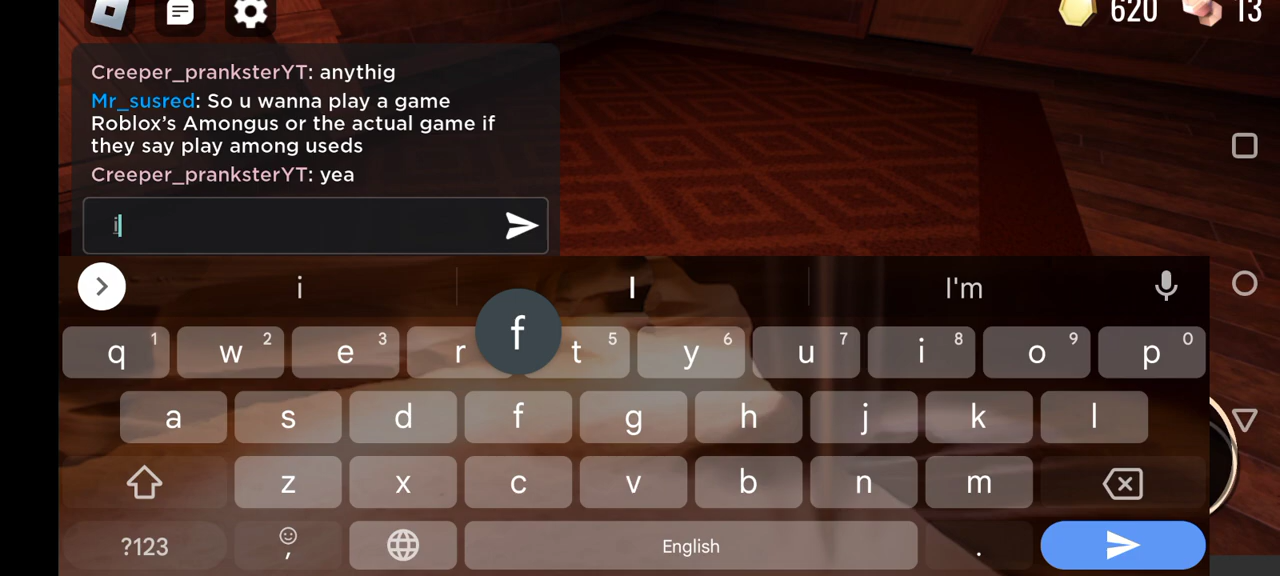 620 13
Creeper_pranksterYT: anythig
Mr_susred: So u wanna play a game
Roblox's Amongus or the actual game if
they say play among useds
Creeper_pranksterYT: yea
i
i I I'm
f
q 1 w 2 e 3 r t 5 y 6 u 7 i 8 o 9 p 0
a s d f g h j k l
z x c v b n m
?123 , English .